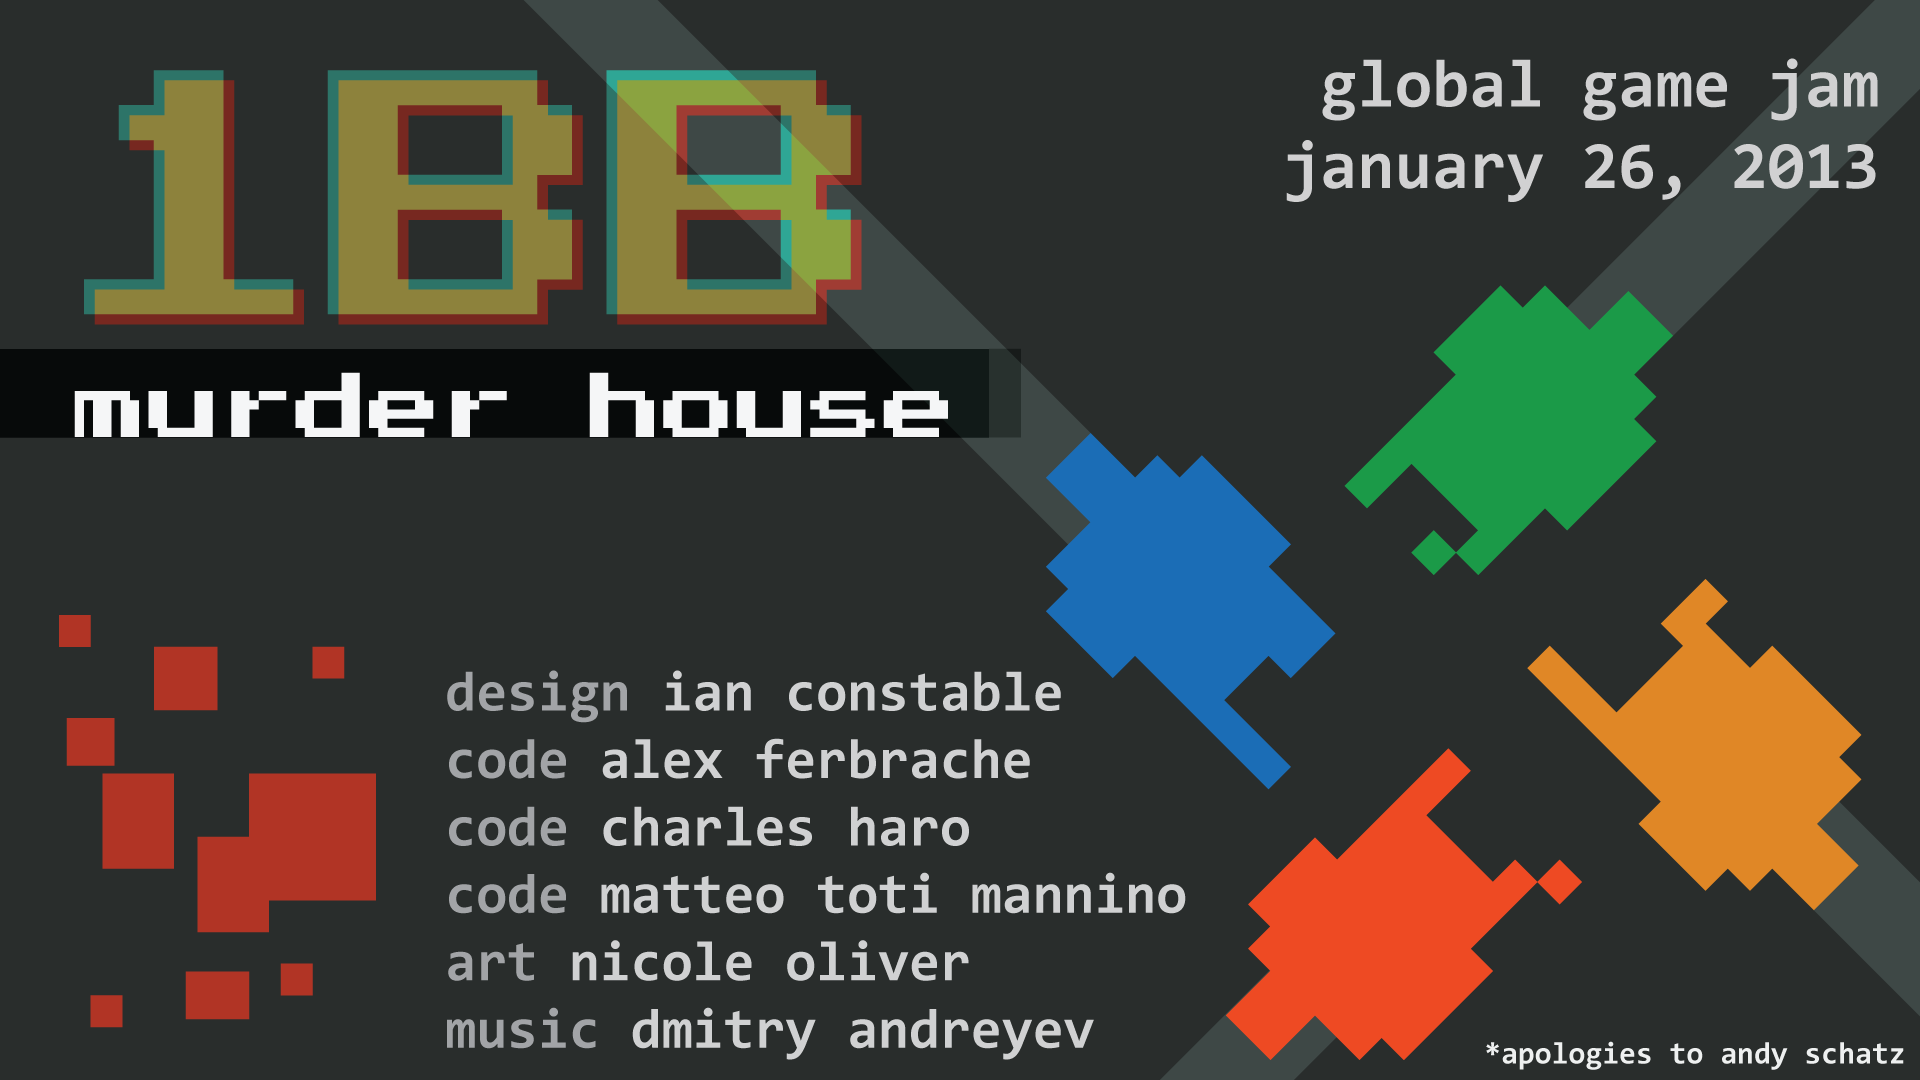 1BB
murder house
global game jam
january 26, 2013
design ian constable
code alex ferbrache
code charles haro
code matteo toti mannino
art nicole oliver
music dmitry andreyev
*apologies to andy schatz